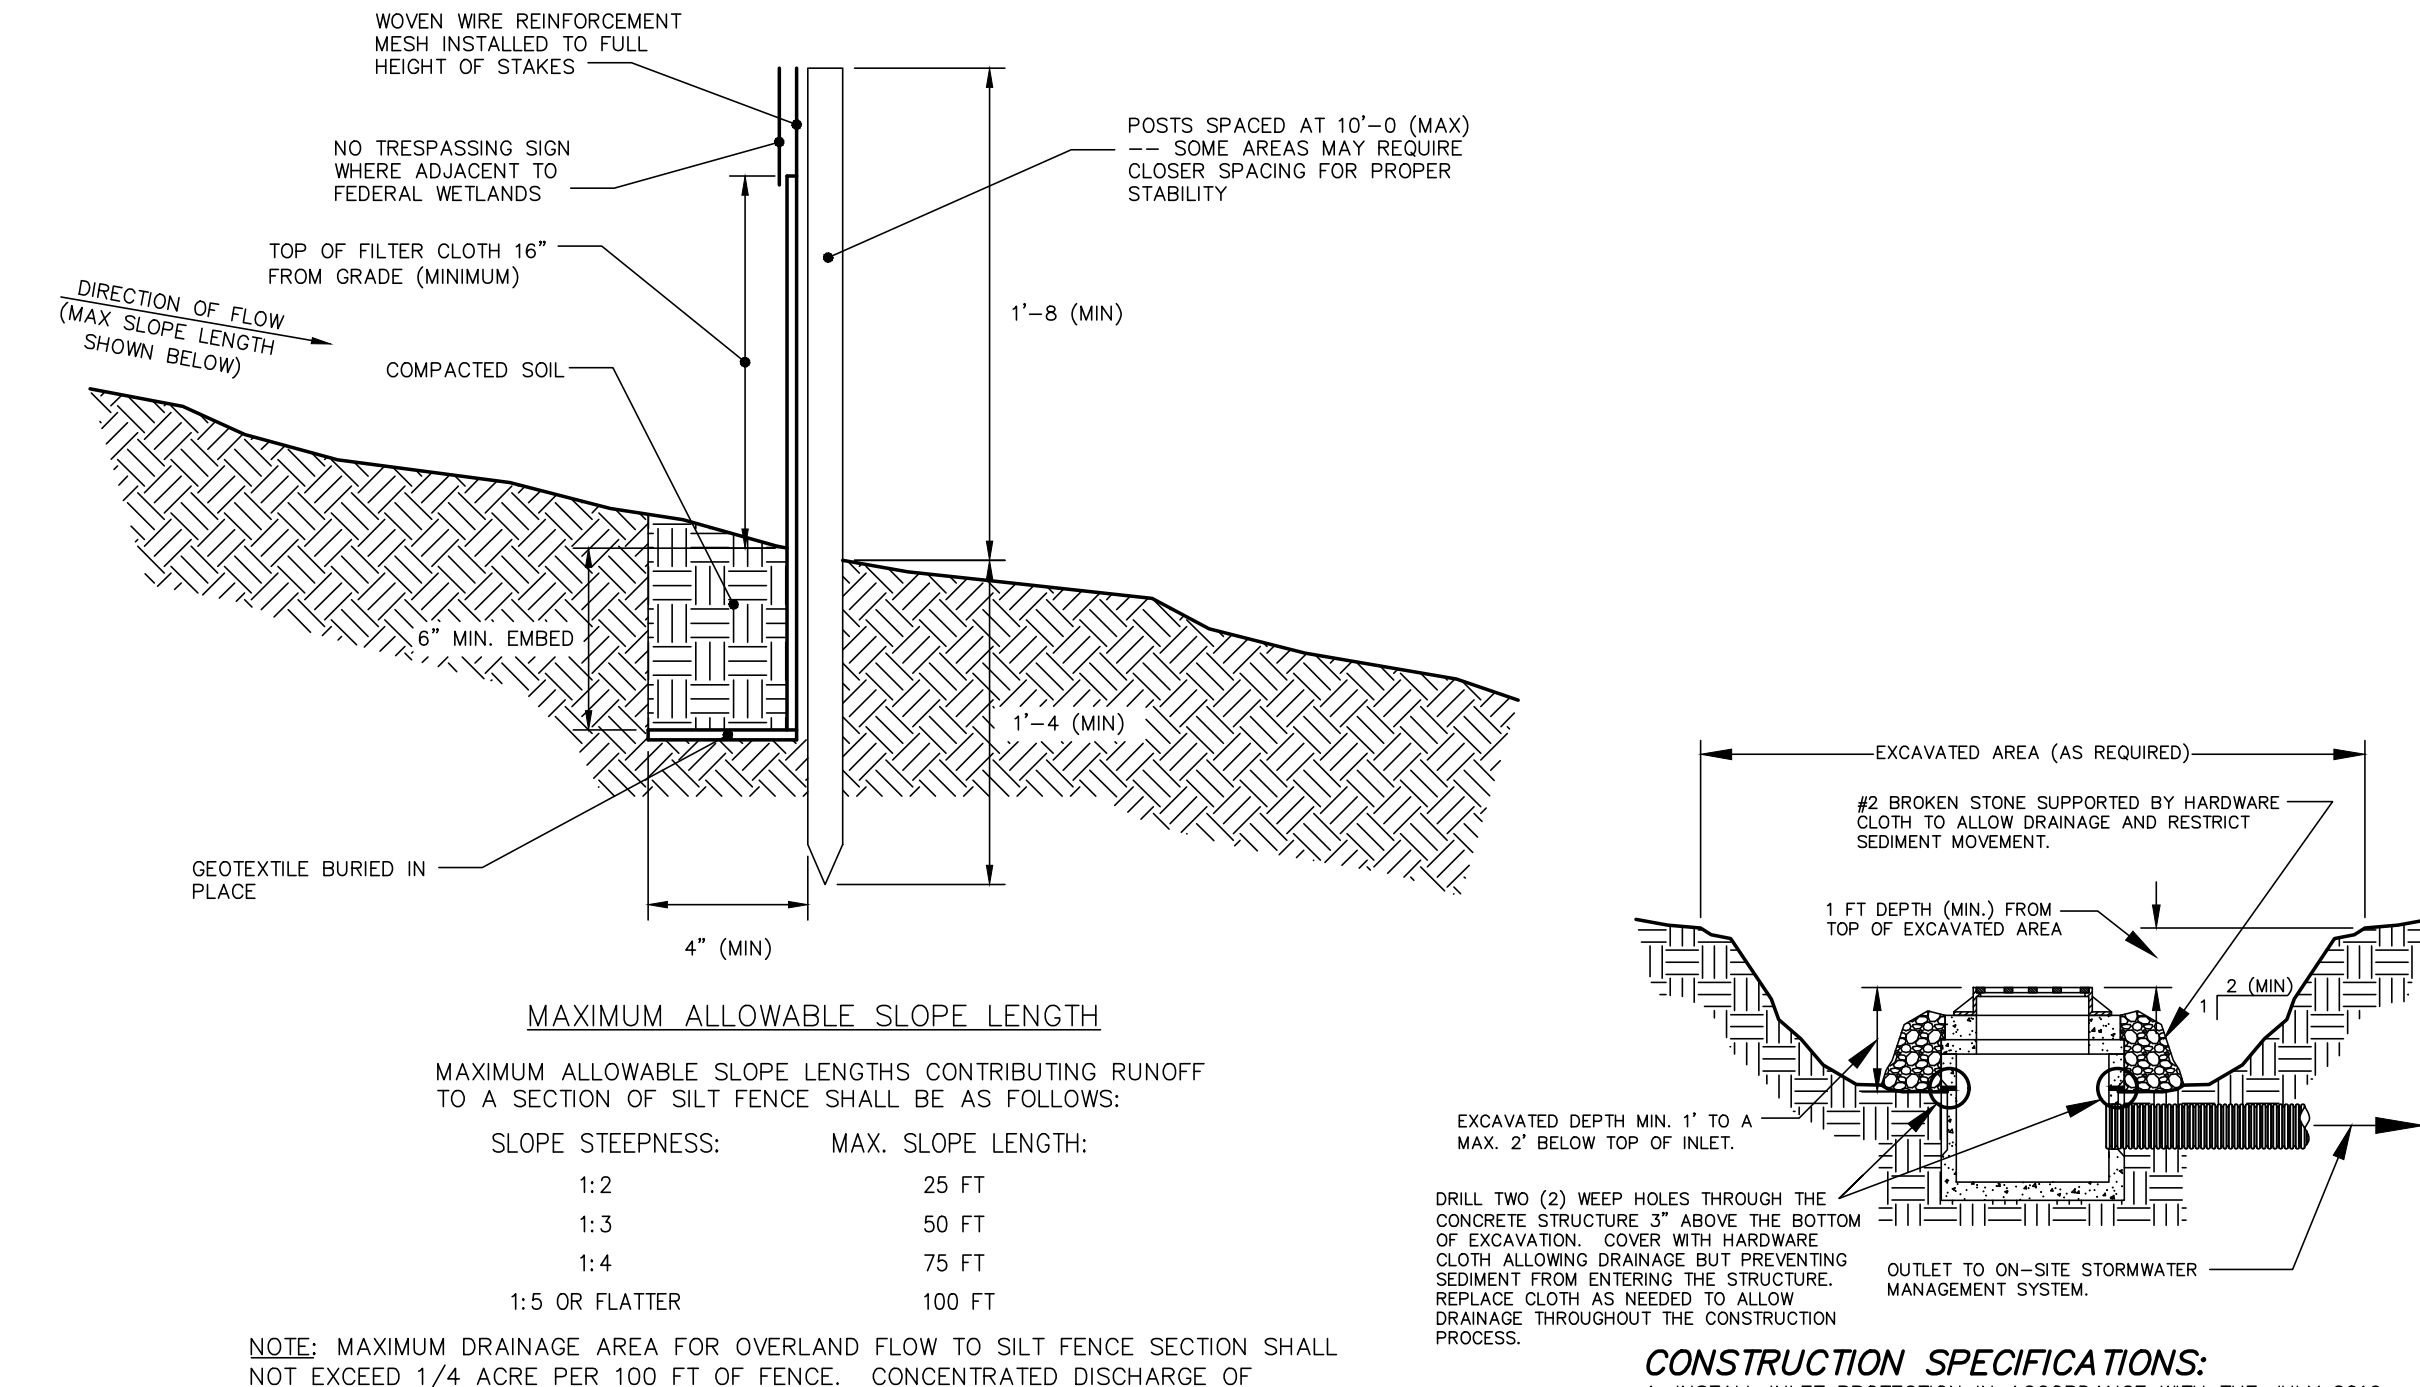 WOVEN WIRE REINFORCEMENT
MESH INSTALLED TO FULL
HEIGHT OF STAKES
NO TRESPASSING SIGN
WHERE ADJACENT TO
FEDERAL WETLANDS
TOP OF FILTER CLOTH 16"
FROM GRADE (MINIMUM)
DIRECTION OF FLOW
(MAX SLOPE LENGTH
SHOWN BELOW)
COMPACTED SOIL
POSTS SPACED AT 10'-0 (MAX)
-- SOME AREAS MAY REQUIRE
CLOSER SPACING FOR PROPER
STABILITY
1'-8 (MIN)
6" MIN. EMBED
1'-4 (MIN)
GEOTEXTILE BURIED IN
PLACE
4" (MIN)
MAXIMUM ALLOWABLE SLOPE LENGTH
MAXIMUM ALLOWABLE SLOPE LENGTHS CONTRIBUTING RUNOFF
TO A SECTION OF SILT FENCE SHALL BE AS FOLLOWS:
SLOPE STEEPNESS: MAX. SLOPE LENGTH:
1:2 25 FT
1:3 50 FT
1:4 75 FT
1:5 OR FLATTER 100 FT
NOTE: MAXIMUM DRAINAGE AREA FOR OVERLAND FLOW TO SILT FENCE SECTION SHALL
NOT EXCEED 1/4 ACRE PER 100 FT OF FENCE. CONCENTRATED DISCHARGE OF
EXCAVATED AREA (AS REQUIRED)
#2 BROKEN STONE SUPPORTED BY HARDWARE
CLOTH TO ALLOW DRAINAGE AND RESTRICT
SEDIMENT MOVEMENT.
1 FT DEPTH (MIN.) FROM
TOP OF EXCAVATED AREA
2 (MIN)
1
EXCAVATED DEPTH MIN. 1' TO A
MAX. 2' BELOW TOP OF INLET.
DRILL TWO (2) WEEP HOLES THROUGH THE
CONCRETE STRUCTURE 3" ABOVE THE BOTTOM
OF EXCAVATION. COVER WITH HARDWARE
CLOTH ALLOWING DRAINAGE BUT PREVENTING
SEDIMENT FROM ENTERING THE STRUCTURE.
REPLACE CLOTH AS NEEDED TO ALLOW
DRAINAGE THROUGHOUT THE CONSTRUCTION
PROCESS.
OUTLET TO ON-SITE STORMWATER
MANAGEMENT SYSTEM.
CONSTRUCTION SPECIFICATIONS: